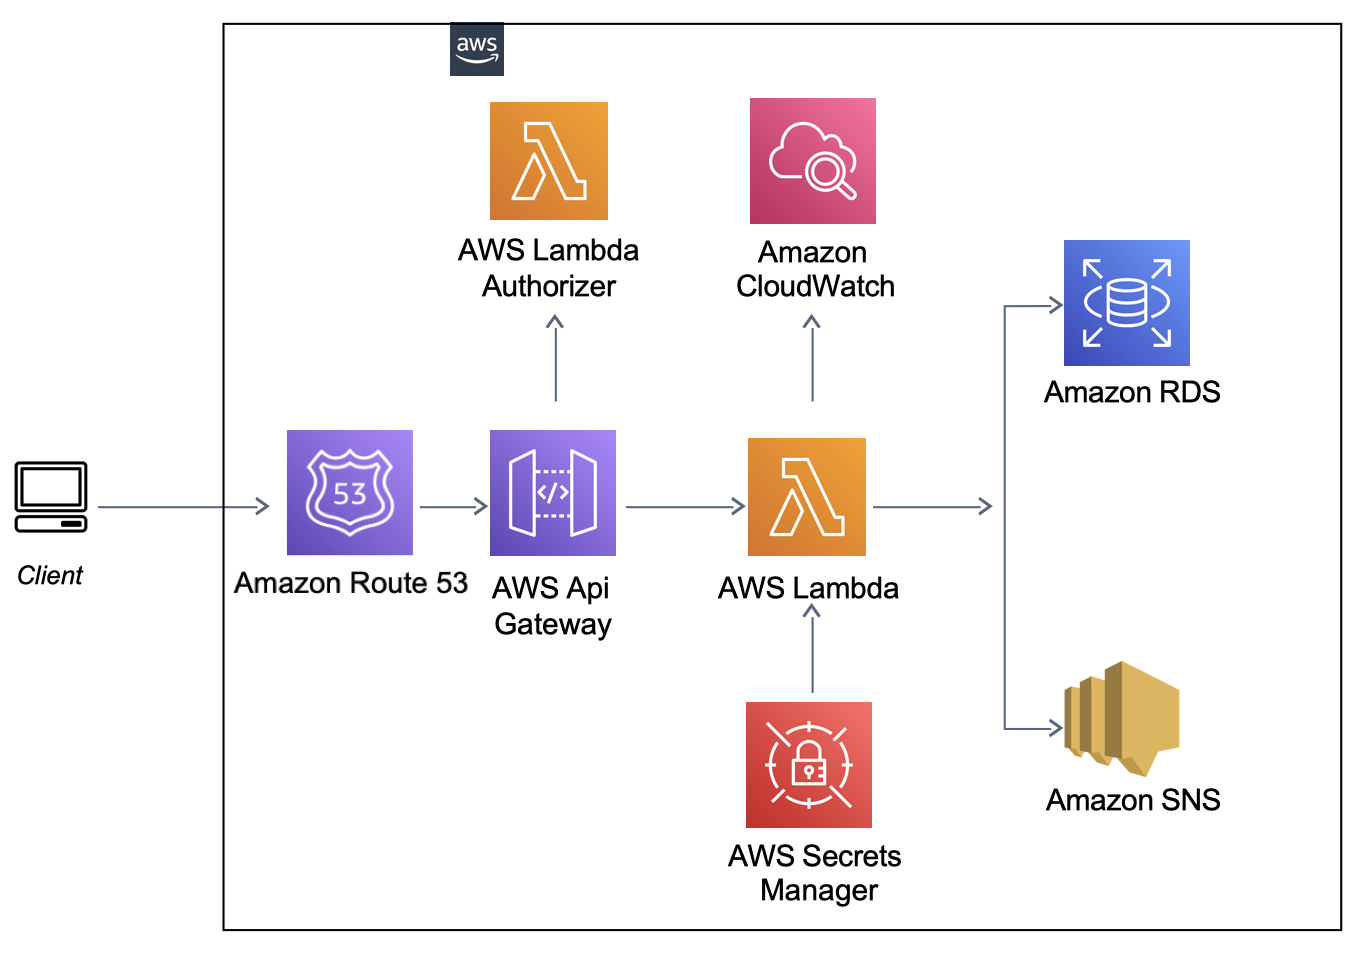 aws
AWS Lambda
Authorizer
Amazon
CloudWatch
Amazon RDS
53
</>
Client
Amazon Route 53
AWS Api
Gateway
AWS Lambda
Amazon SNS
AWS Secrets
Manager